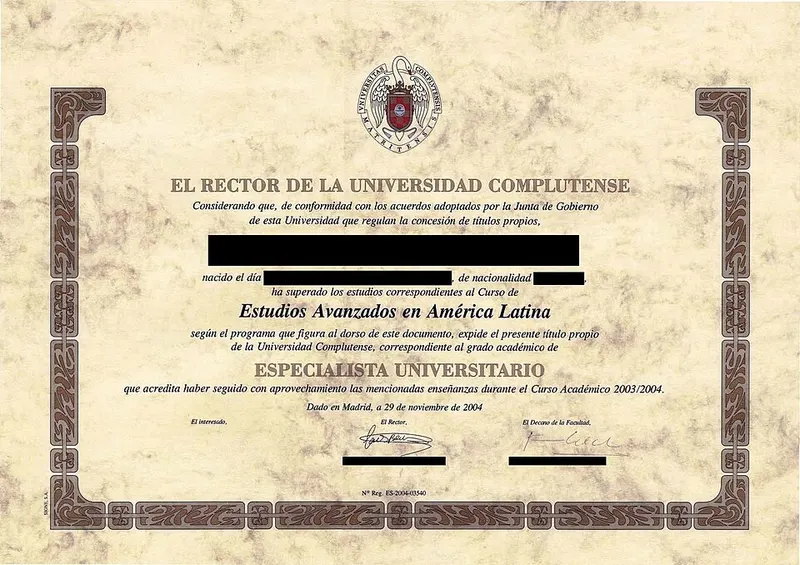 VNIVERSITAS COMPLVTENSIS
MATRITENSIS
EL RECTOR DE LA UNIVERSIDAD COMPLUTENSE
Considerando que, de conformidad con los acuerdos adoptados por la Junta de Gobierno
de esta Universidad que regulan la concesión de títulos propios,
nacido el día , de nacionalidad ,
ha superado los estudios correspondientes al Curso de
Estudios Avanzados en América Latina
según el programa que figura al dorso de este documento, expide el presente título propio
de la Universidad Complutense, correspondiente al grado académico de
ESPECIALISTA UNIVERSITARIO
que acredita haber seguido con aprovechamiento las mencionadas enseñanzas durante el Curso Académico 2003/2004.
Dado en Madrid, a 29 de noviembre de 2004
El interesado, El Rector, El Decano de la Facultad,
Nº Reg. ES-2004-03540
SIGNE, S.A.